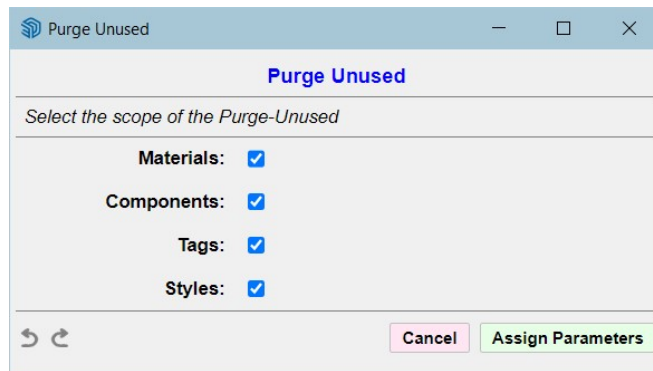 Purge Unused
Purge Unused
Select the scope of the Purge-Unused
Materials:
Components:
Tags:
Styles:
Cancel Assign Parameters